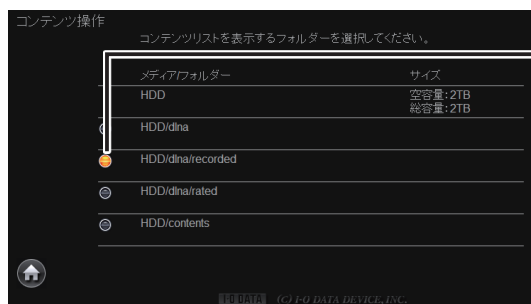 コンテンツ操作
コンテンツリストを表示するフォルダーを選択してください。
メディア/フォルダー サイズ
HDD 空容量:2TB
総容量:2TB
HDD/dlna
HDD/dlna/recorded
HDD/dlna/rated
HDD/contents
I-O DATA (C) I-O DATA DEVICE, INC.